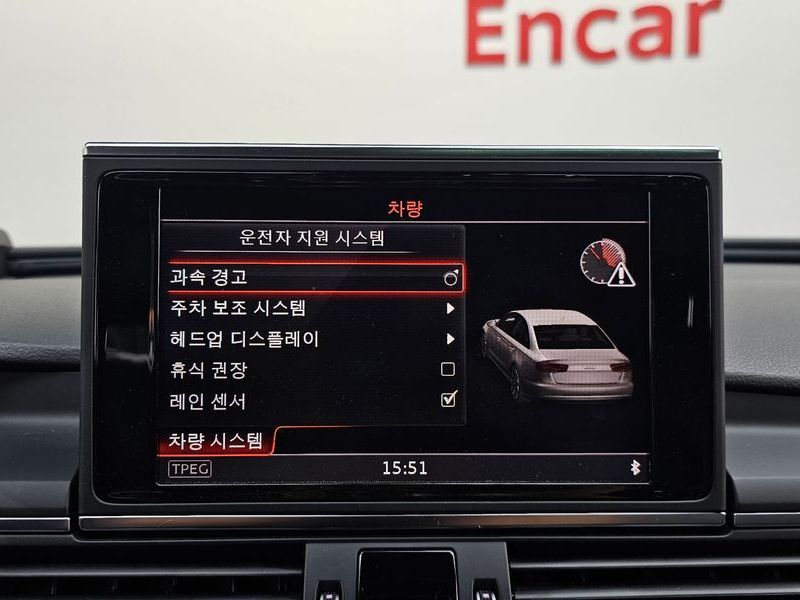 Encar
차량
운전자 지원 시스템
과속 경고
주차 보조 시스템
헤드업 디스플레이
휴식 권장
레인 센서
차량 시스템
TPEG
15:51